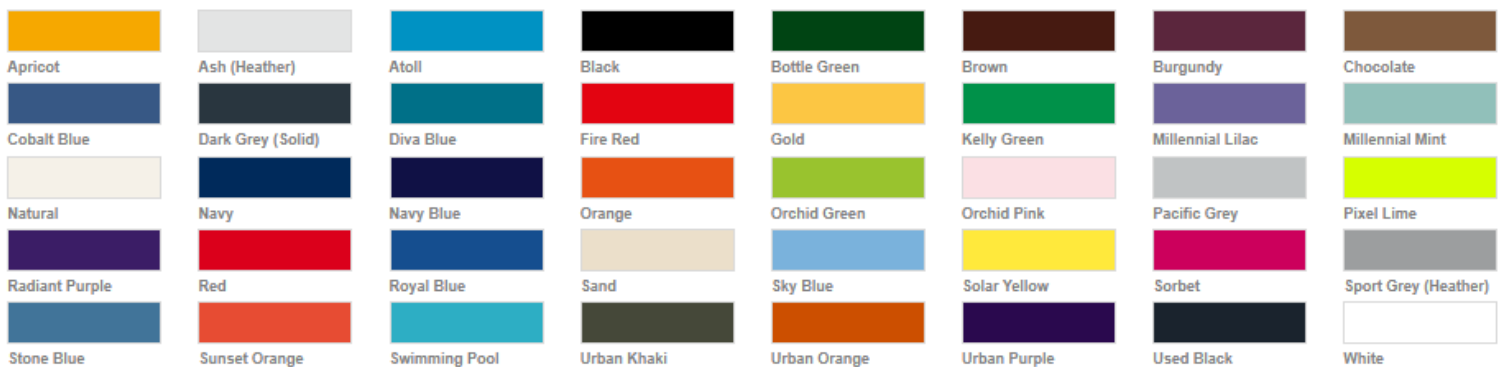 Apricot Ash (Heather) Atoll Black Bottle Green Brown Burgundy Chocolate
Cobalt Blue Dark Grey (Solid) Diva Blue Fire Red Gold Kelly Green Millennial Lilac Millennial Mint
Natural Navy Navy Blue Orange Orchid Green Orchid Pink Pacific Grey Pixel Lime
Radiant Purple Red Royal Blue Sand Sky Blue Solar Yellow Sorbet Sport Grey (Heather)
Stone Blue Sunset Orange Swimming Pool Urban Khaki Urban Orange Urban Purple Used Black White